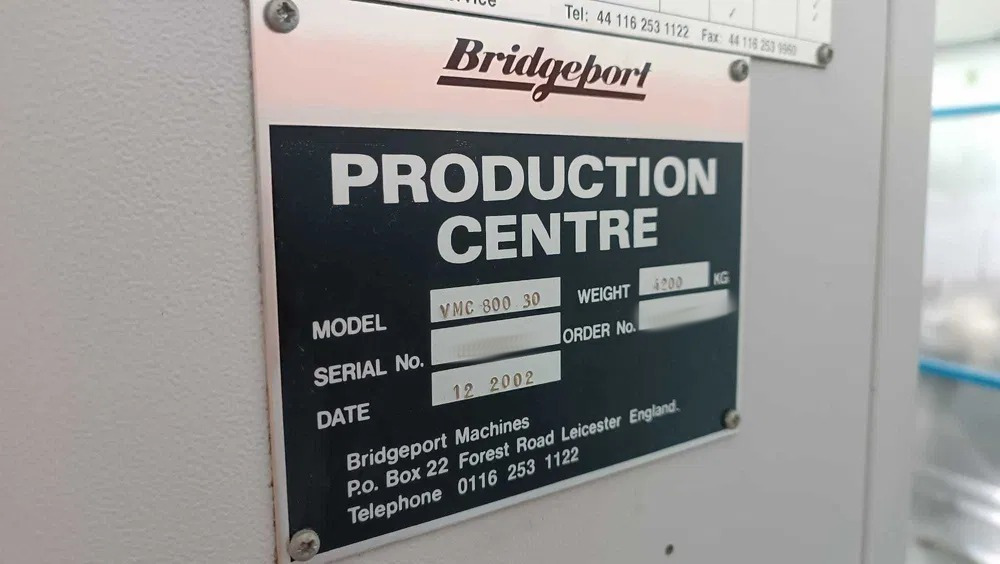 Tel: 44 116 253 1122 Fax: 44 116 253 9960
Bridgeport
PRODUCTION
CENTRE
MODEL VMC 800 30 WEIGHT 4200 KG
SERIAL No. ORDER No.
DATE 12 2002
Bridgeport Machines
P.o. Box 22 Forest Road Leicester England.
Telephone 0116 253 1122